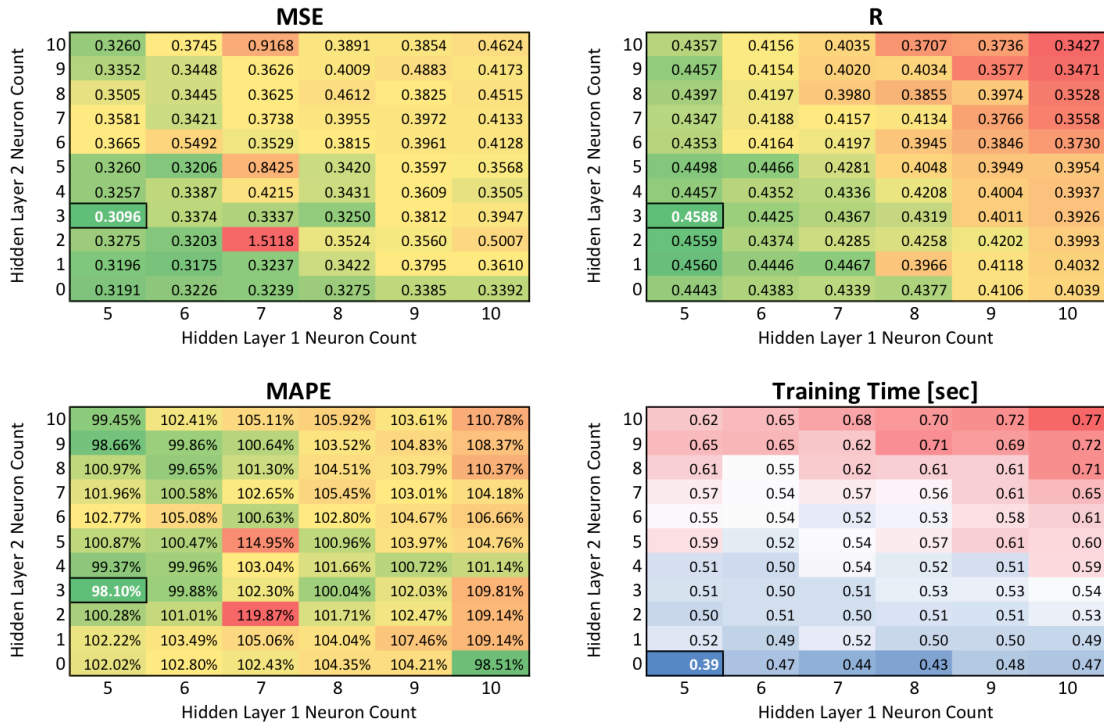 MSE
Hidden Layer 2 Neuron Count
10 0.3260 0.3745 0.9168 0.3891 0.3854 0.4624
9 0.3352 0.3448 0.3626 0.4009 0.4883 0.4173
8 0.3505 0.3445 0.3625 0.4612 0.3825 0.4515
7 0.3581 0.3421 0.3738 0.3955 0.3972 0.4133
6 0.3665 0.5492 0.3529 0.3815 0.3961 0.4128
5 0.3260 0.3206 0.8425 0.3420 0.3597 0.3568
4 0.3257 0.3387 0.4215 0.3431 0.3609 0.3505
3 0.3096 0.3374 0.3337 0.3250 0.3812 0.3947
2 0.3275 0.3203 1.5118 0.3524 0.3560 0.5007
1 0.3196 0.3175 0.3237 0.3422 0.3795 0.3610
0 0.3191 0.3226 0.3239 0.3275 0.3385 0.3392
5 6 7 8 9 10
Hidden Layer 1 Neuron Count
R
Hidden Layer 2 Neuron Count
10 0.4357 0.4156 0.4035 0.3707 0.3736 0.3427
9 0.4457 0.4154 0.4020 0.4034 0.3577 0.3471
8 0.4397 0.4197 0.3980 0.3855 0.3974 0.3528
7 0.4347 0.4188 0.4157 0.4134 0.3766 0.3558
6 0.4353 0.4164 0.4197 0.3945 0.3846 0.3730
5 0.4498 0.4466 0.4281 0.4048 0.3949 0.3954
4 0.4457 0.4352 0.4336 0.4208 0.4004 0.3937
3 0.4588 0.4425 0.4367 0.4319 0.4011 0.3926
2 0.4559 0.4374 0.4285 0.4258 0.4202 0.3993
1 0.4560 0.4446 0.4467 0.3966 0.4118 0.4032
0 0.4443 0.4383 0.4339 0.4377 0.4106 0.4039
5 6 7 8 9 10
Hidden Layer 1 Neuron Count
MAPE
Hidden Layer 2 Neuron Count
10 99.45% 102.41% 105.11% 105.92% 103.61% 110.78%
9 98.66% 99.86% 100.64% 103.52% 104.83% 108.37%
8 100.97% 99.65% 101.30% 104.51% 103.79% 110.37%
7 101.96% 100.58% 102.65% 105.45% 103.01% 104.18%
6 102.77% 105.08% 100.63% 102.80% 104.67% 106.66%
5 100.87% 100.47% 114.95% 100.96% 103.97% 104.76%
4 99.37% 99.96% 103.04% 101.66% 100.72% 101.14%
3 98.10% 99.88% 102.30% 100.04% 102.03% 109.81%
2 100.28% 101.01% 119.87% 101.71% 102.47% 109.14%
1 102.22% 103.49% 105.06% 104.04% 107.46% 109.14%
0 102.02% 102.80% 102.43% 104.35% 104.21% 98.51%
5 6 7 8 9 10
Hidden Layer 1 Neuron Count
Training Time [sec]
Hidden Layer 2 Neuron Count
10 0.62 0.65 0.68 0.70 0.72 0.77
9 0.65 0.65 0.62 0.71 0.69 0.72
8 0.61 0.55 0.62 0.61 0.61 0.71
7 0.57 0.54 0.57 0.56 0.61 0.65
6 0.55 0.54 0.52 0.53 0.58 0.61
5 0.59 0.52 0.54 0.57 0.61 0.60
4 0.51 0.50 0.54 0.52 0.51 0.59
3 0.51 0.50 0.51 0.53 0.53 0.54
2 0.50 0.51 0.50 0.51 0.51 0.53
1 0.52 0.49 0.52 0.50 0.50 0.49
0 0.39 0.47 0.44 0.43 0.48 0.47
5 6 7 8 9 10
Hidden Layer 1 Neuron Count